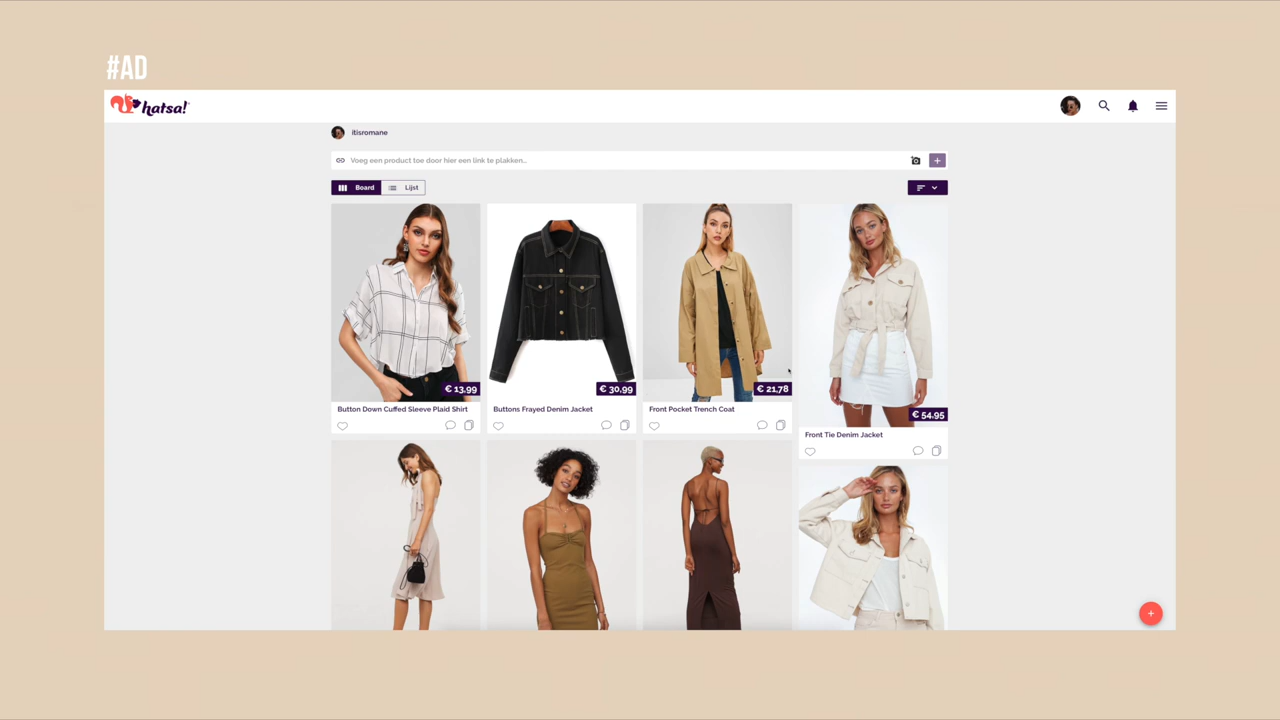 #AD
hatsa!
itisromane
Voeg een product toe door hier een link te plakken...
Board
Lijst
€ 13,99
€ 30,99
€ 21,78
€ 54,95
Button Down Cuffed Sleeve Plaid Shirt
Buttons Frayed Denim Jacket
Front Pocket Trench Coat
Front Tie Denim Jacket